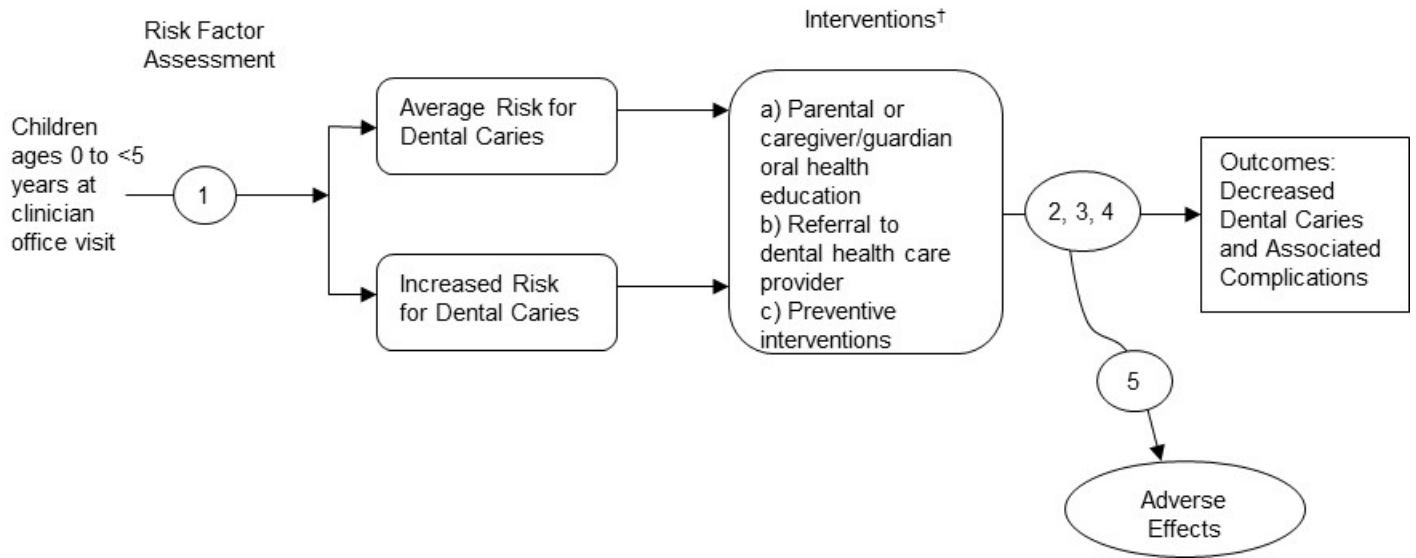 Risk Factor
Assessment
Interventions†
Children
ages 0 to <5
years at
clinician
office visit
1
Average Risk for
Dental Caries
Increased Risk
for Dental Caries
a) Parental or
caregiver/guardian
oral health
education
b) Referral to
dental health care
provider
c) Preventive
interventions
2, 3, 4
Outcomes:
Decreased
Dental Caries
and Associated
Complications
5
Adverse
Effects